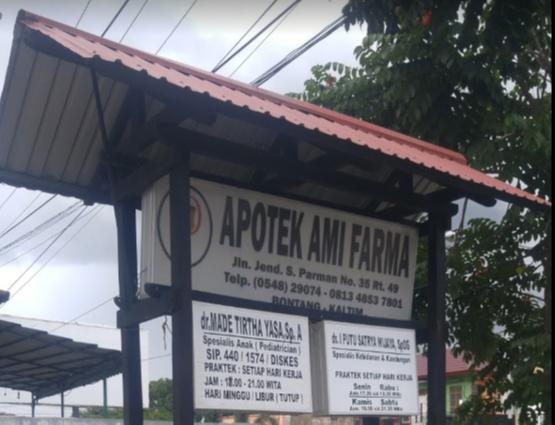 APOTEK AMI FARMA
Jln. Jend. S. Parman No. 35 Rt. 49
Telp. (0548) 29074 - 0813 4653 7801
BONTANG - KALTIM
dr.MADE TIRTHA YASA,Sp. A
Spesialis Anak ( Pediatrician )
SIP. 440 / 1574 / DISKES
PRAKTEK : SETIAP HARI KERJA
JAM : 18.00 - 21.00 WITA
HARI MINGGU / LIBUR ( TUTUP )
dr. I PUTU SATRYA WIJAYA, SpOG
Spesialis Kebidanan & Kandungan
PRAKTEK SETIAP HARI KERJA
Senin Rabu :
Kamis Sabtu